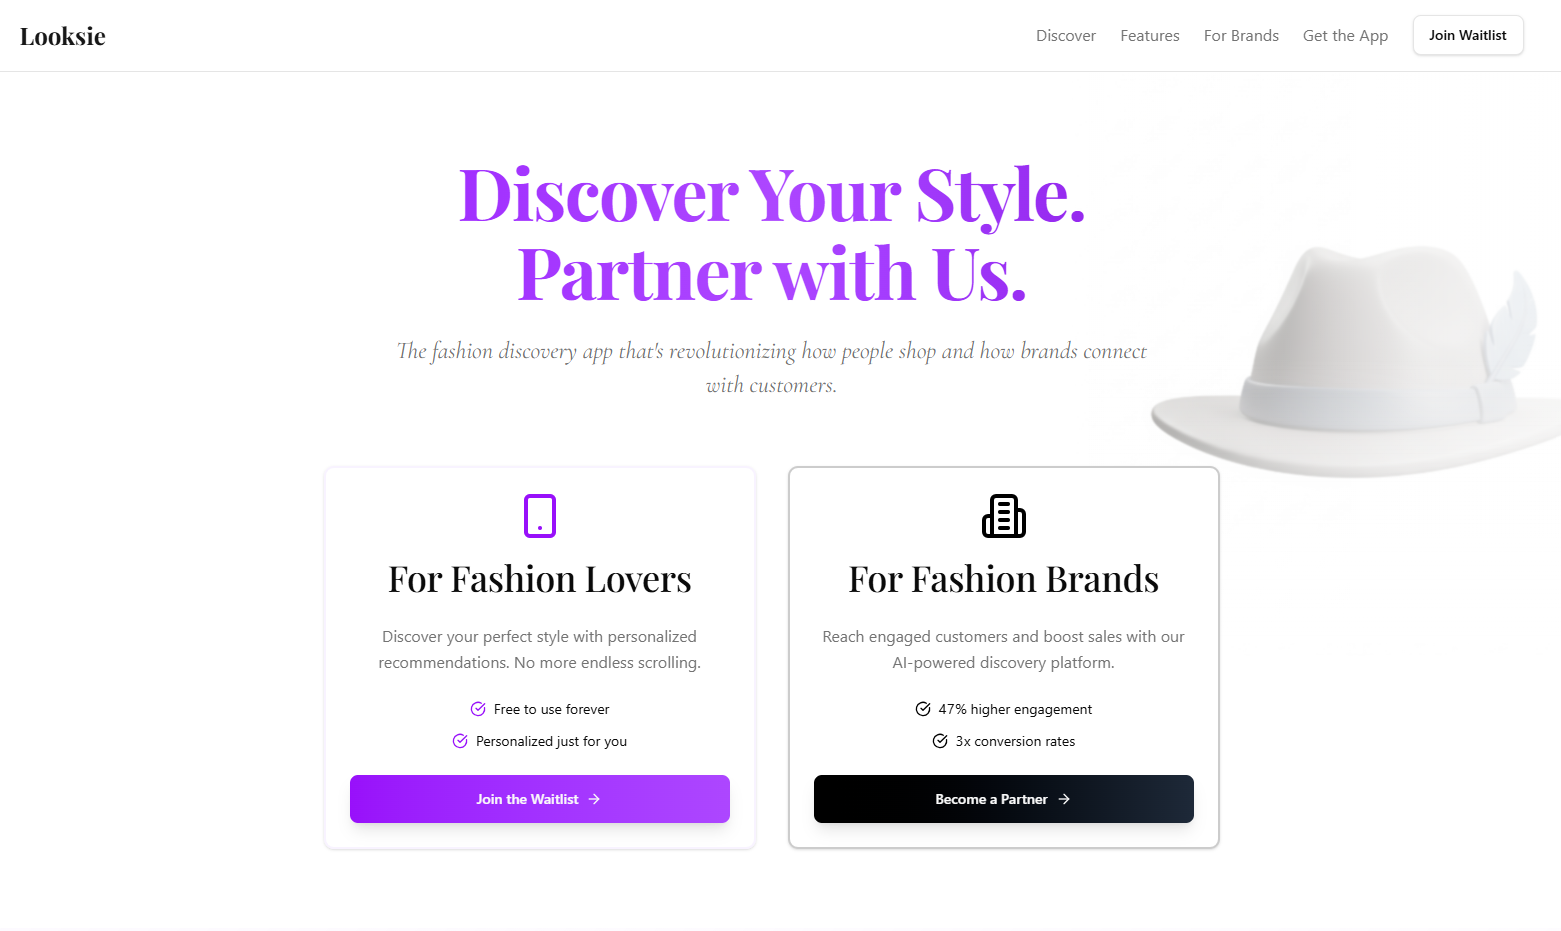 Looksie
Discover
Features
For Brands
Get the App
Join Waitlist
Discover Your Style.
Partner with Us.
The fashion discovery app that's revolutionizing how people shop and how brands connect
with customers.
For Fashion Lovers
Discover your perfect style with personalized
recommendations. No more endless scrolling.
Free to use forever
Personalized just for you
Join the Waitlist →
For Fashion Brands
Reach engaged customers and boost sales with our
AI-powered discovery platform.
47% higher engagement
3x conversion rates
Become a Partner →